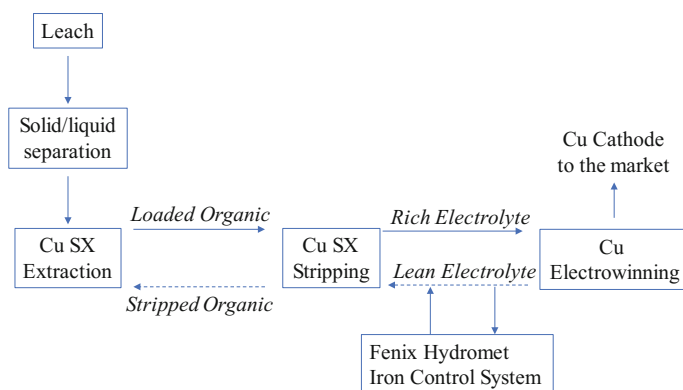 Leach
Solid/liquid
separation
Cu Cathode
to the market
Loaded Organic
Rich Electrolyte
Cu SX
Extraction
Cu SX
Stripping
Cu
Electrowinning
Stripped Organic
Lean Electrolyte
Fenix Hydromet
Iron Control System